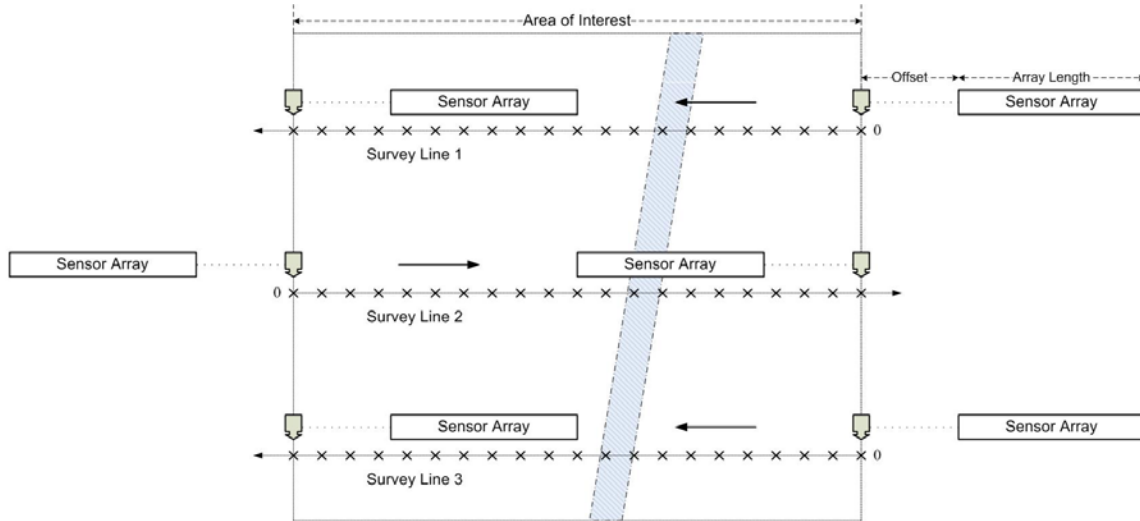 Area of Interest
Offset
Array Length
Sensor Array
Sensor Array
0
Survey Line 1
Sensor Array
Sensor Array
0
Survey Line 2
Sensor Array
Sensor Array
0
Survey Line 3